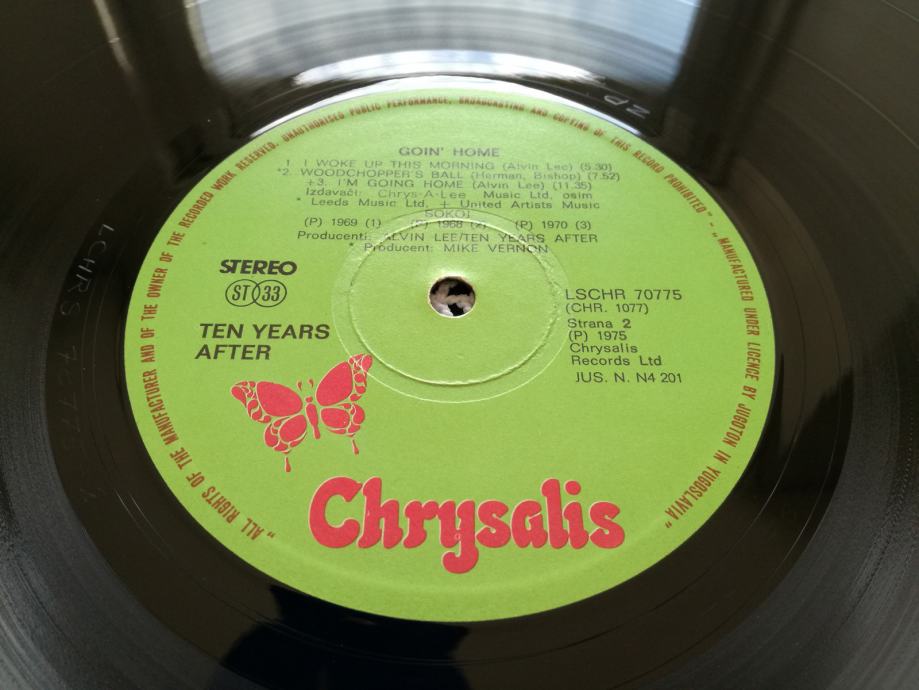 GOIN' HOME
1. I WOKE UP THIS MORNING (Alvin Lee) (5.30)
*2. WOODCHOPPER'S BALL (Herman, Bishop) (7.52)
+3. I'M GOING HOME (Alvin Lee) (11.35)
Izdavači: Chrys-A-Lee Music Ltd, osim
* Leeds Music Ltd, + United Artists Music
SOKOJ
(P) 1969 (1) (P) 1968 (2) (P) 1970 (3)
Producenti: ALVIN LEE/TEN YEARS AFTER
* Producent: MIKE VERNON
STEREO
ST 33
TEN YEARS
AFTER
LSCHR 70775
(CHR. 1077)
Strana 2
(P) 1975
Chrysalis
Records Ltd
JUS. N. N4 201
Chrysalis
"ALL RIGHTS OF THE MANUFACTURER AND OF THE OWNER OF THE RECORDED WORK RESERVED. UNAUTHORISED PUBLIC PERFORMANCE, BROADCASTING AND COPYING OF THIS RECORD PROHIBITED" - "MANUFACTURED UNDER LICENCE BY JUGOTON IN YUGOSLAVIA"
LCHRS